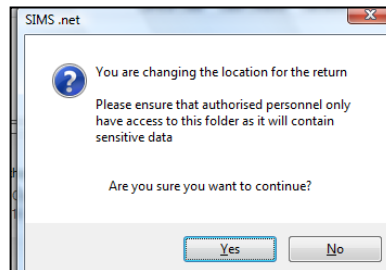 SIMS .net
You are changing the location for the return
Please ensure that authorised personnel only
have access to this folder as it will contain
sensitive data
Are you sure you want to continue?
Yes No